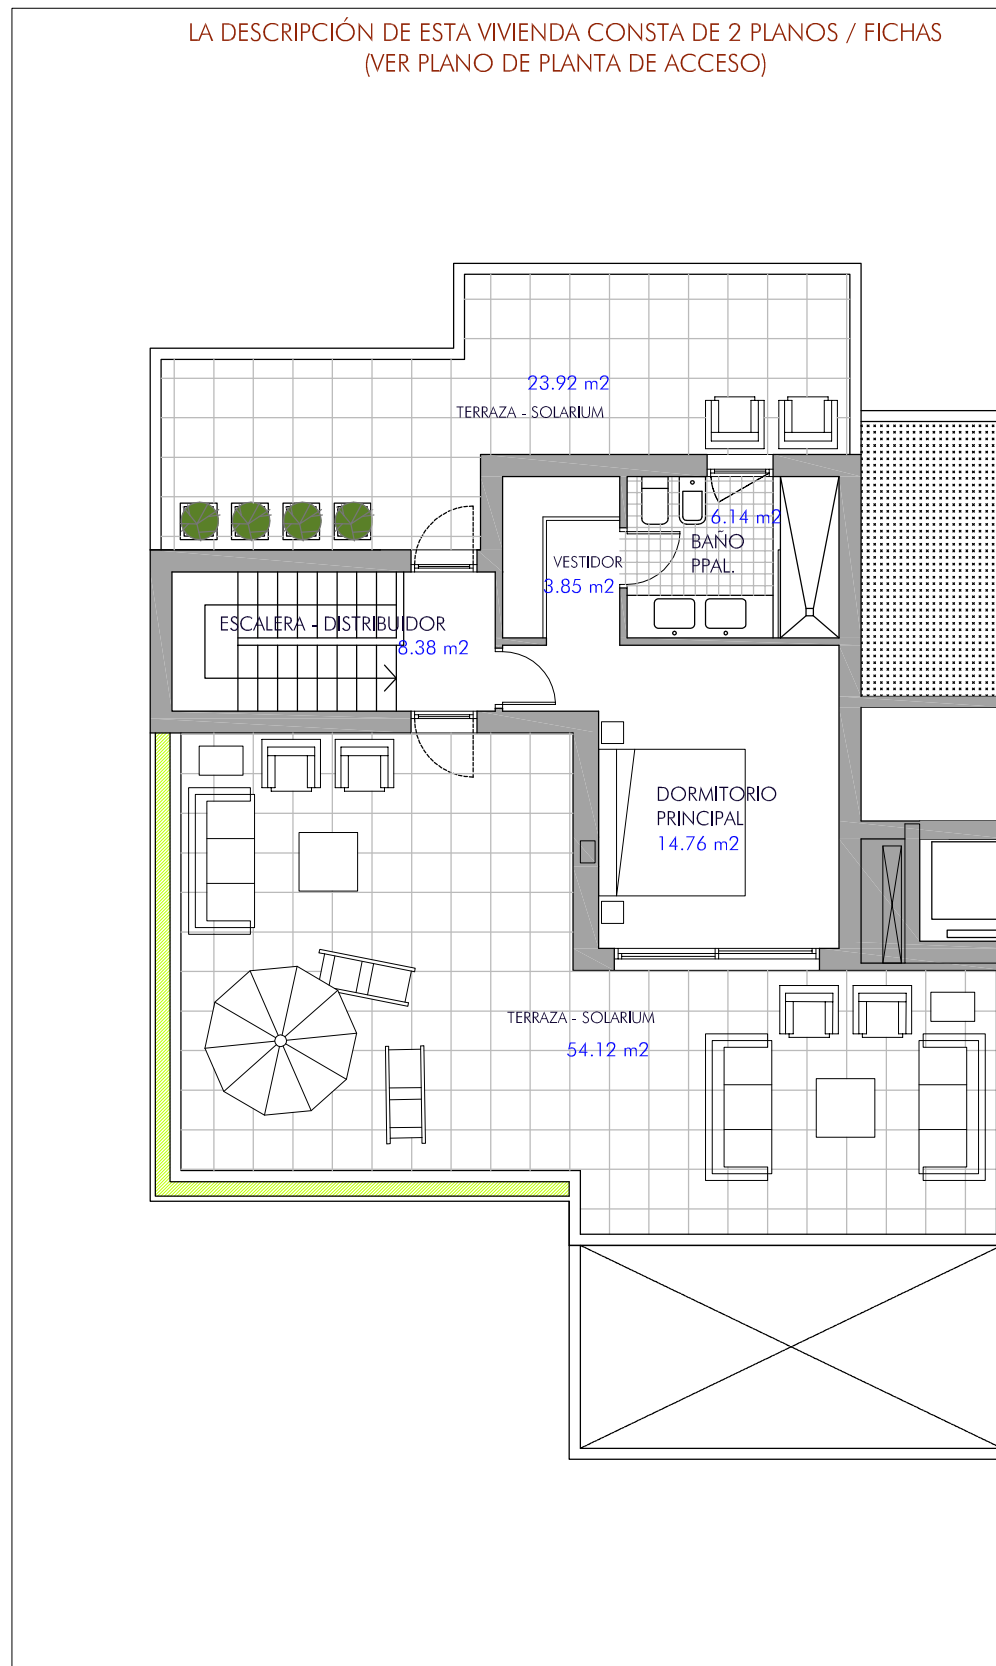 LA DESCRIPCIÓN DE ESTA VIVIENDA CONSTA DE 2 PLANOS / FICHAS
(VER PLANO DE PLANTA DE ACCESO)
23.92 m2
TERRAZA - SOLARIUM
6.14 m2
BAÑO
PPAL.
VESTIDOR
3.85 m2
ESCALERA - DISTRIBUIDOR
8.38 m2
DORMITORIO
PRINCIPAL
14.76 m2
TERRAZA - SOLARIUM
54.12 m2